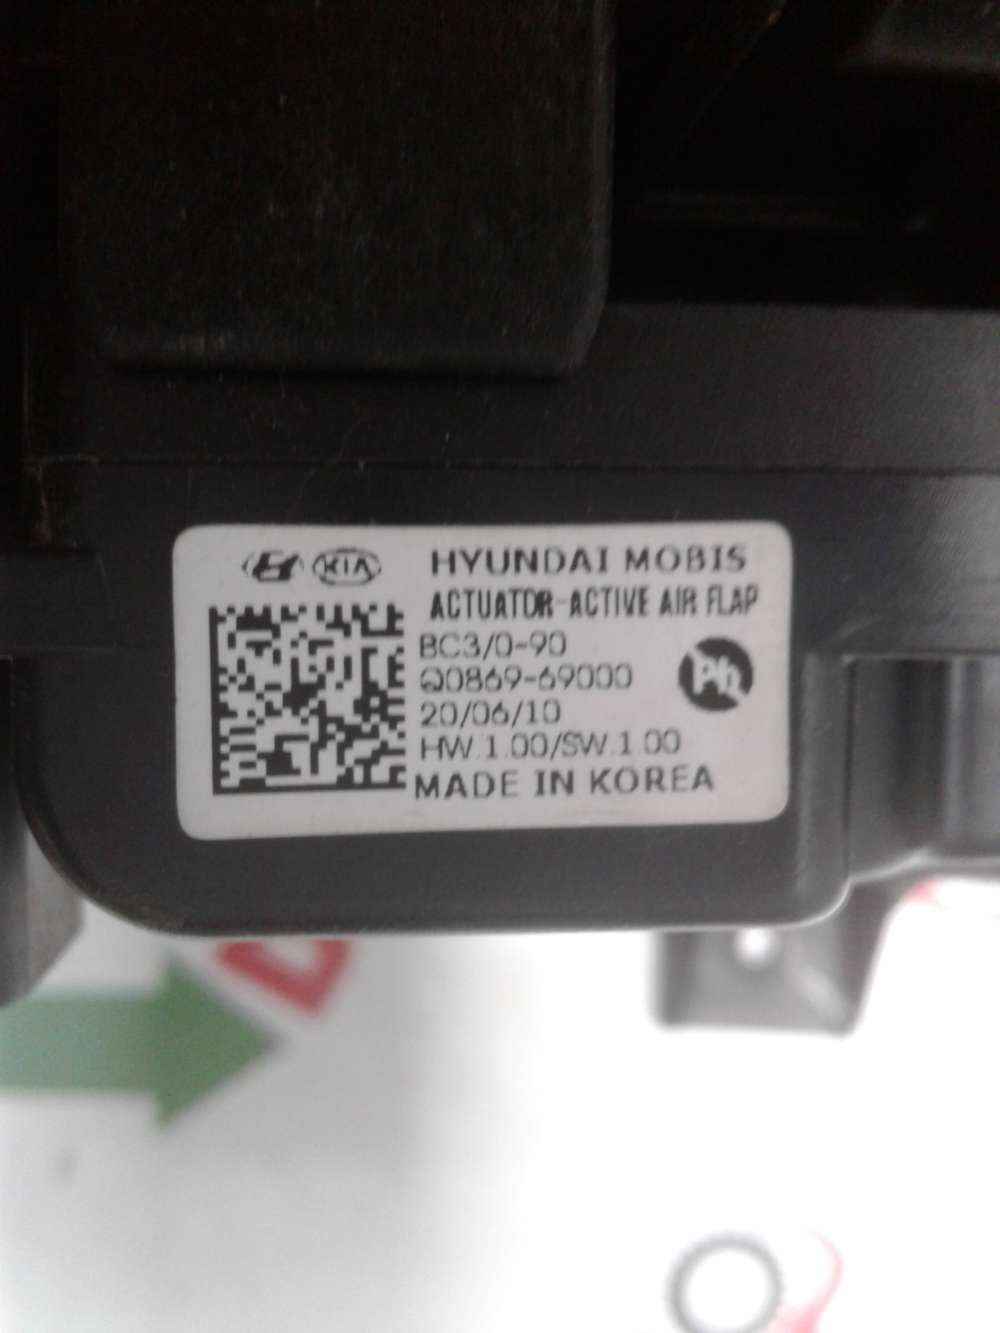 KIA HYUNDAI MOBIS
ACTUATOR-ACTIVE AIR FLAP
BC3/0-90
Q0869-69000
20/06/10
HW.1.00/SW.1.00
MADE IN KOREA
Pb